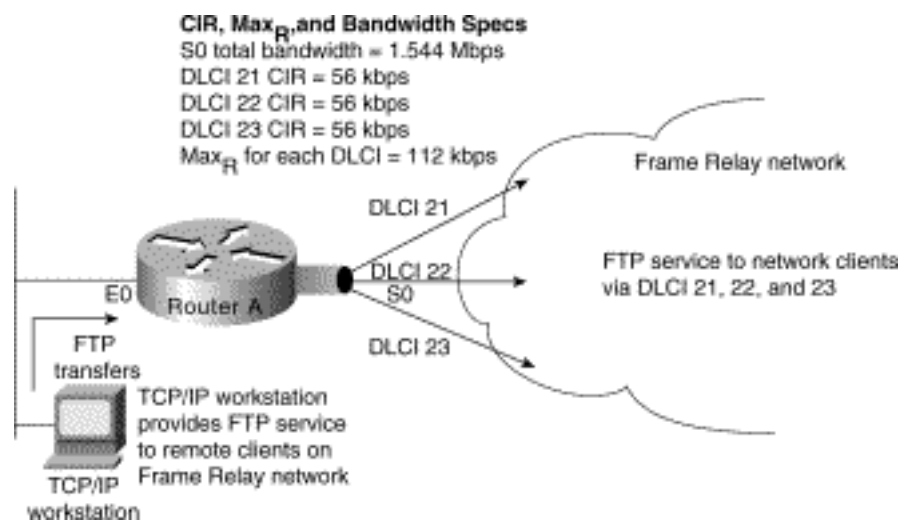 CIR, MaxR,and Bandwidth Specs
S0 total bandwidth = 1.544 Mbps
DLCI 21 CIR = 56 kbps
DLCI 22 CIR = 56 kbps
DLCI 23 CIR = 56 kbps
MaxR for each DLCI = 112 kbps
Frame Relay network
DLCI 21
DLCI 22
FTP service to network clients
via DLCI 21, 22, and 23
E0
Router A
S0
DLCI 23
FTP
transfers
TCP/IP workstation
provides FTP service
to remote clients on
Frame Relay network
TCP/IP
workstation